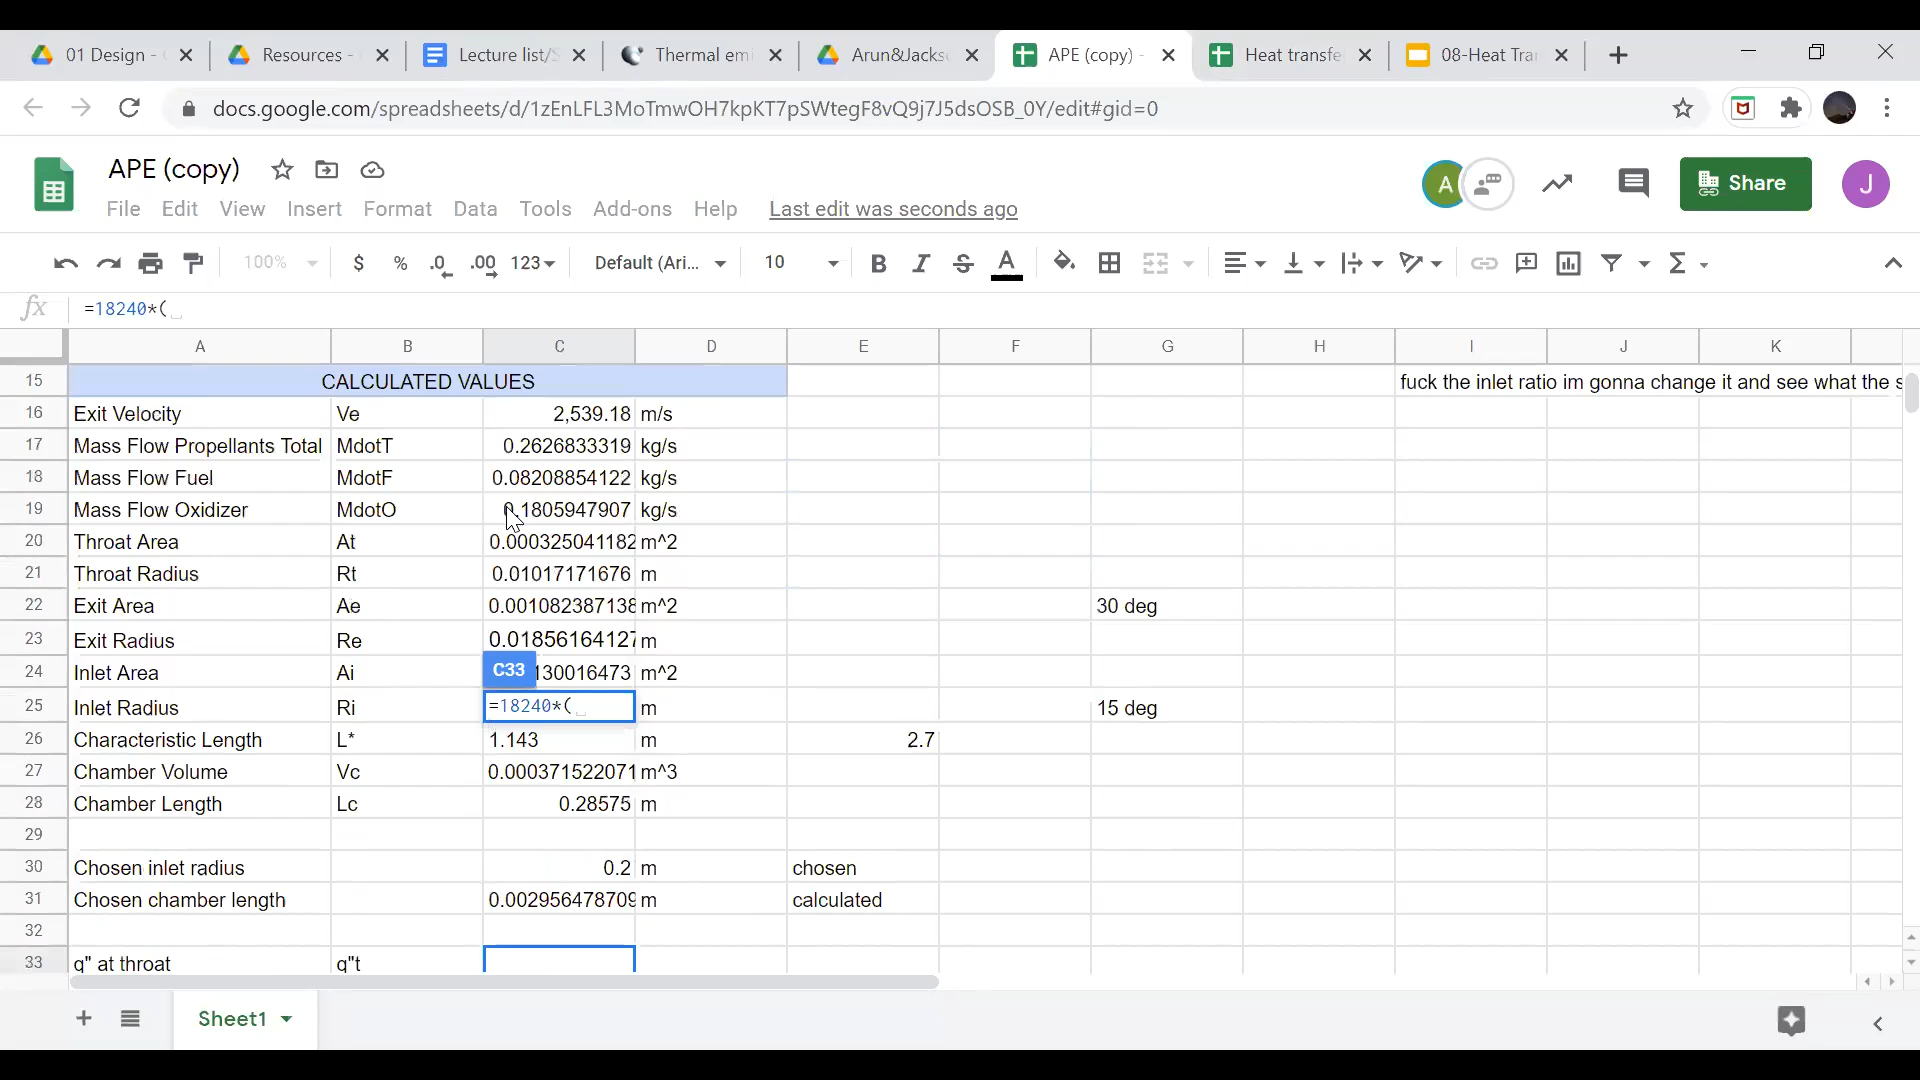 01 Design -
Resources -
Lecture list/S
Thermal emi
Arun&Jackso
APE (copy) -
Heat transfe
08-Heat Tran
docs.google.com/spreadsheets/d/1zEnLFL3MoTmwOH7kpKT7pSWtegF8vQ9j7J5dsOSB_0Y/edit#gid=0
APE (copy)
A
Share
J
File Edit View Insert Format Data Tools Add-ons Help Last edit was seconds ago
100% $ % .0 .00 123 Default (Ari... 10 B I S A
fx =18240*(
A B C D E F G H I J K
15 CALCULATED VALUES fuck the inlet ratio im gonna change it and see what the s
16 Exit Velocity Ve 2,539.18 m/s
17 Mass Flow Propellants Total MdotT 0.2626833319 kg/s
18 Mass Flow Fuel MdotF 0.08208854122 kg/s
19 Mass Flow Oxidizer MdotO 0.1805947907 kg/s
20 Throat Area At 0.000325041182 m^2
21 Throat Radius Rt 0.01017171676 m
22 Exit Area Ae 0.001082387138 m^2 30 deg
23 Exit Radius Re 0.01856164127 m
24 Inlet Area Ai C33 130016473 m^2
25 Inlet Radius Ri =18240*( m 15 deg
26 Characteristic Length L* 1.143 m 2.7
27 Chamber Volume Vc 0.000371522071 m^3
28 Chamber Length Lc 0.28575 m
29
30 Chosen inlet radius 0.2 m chosen
31 Chosen chamber length 0.002956478709 m calculated
32
33 q" at throat q"t
Sheet1